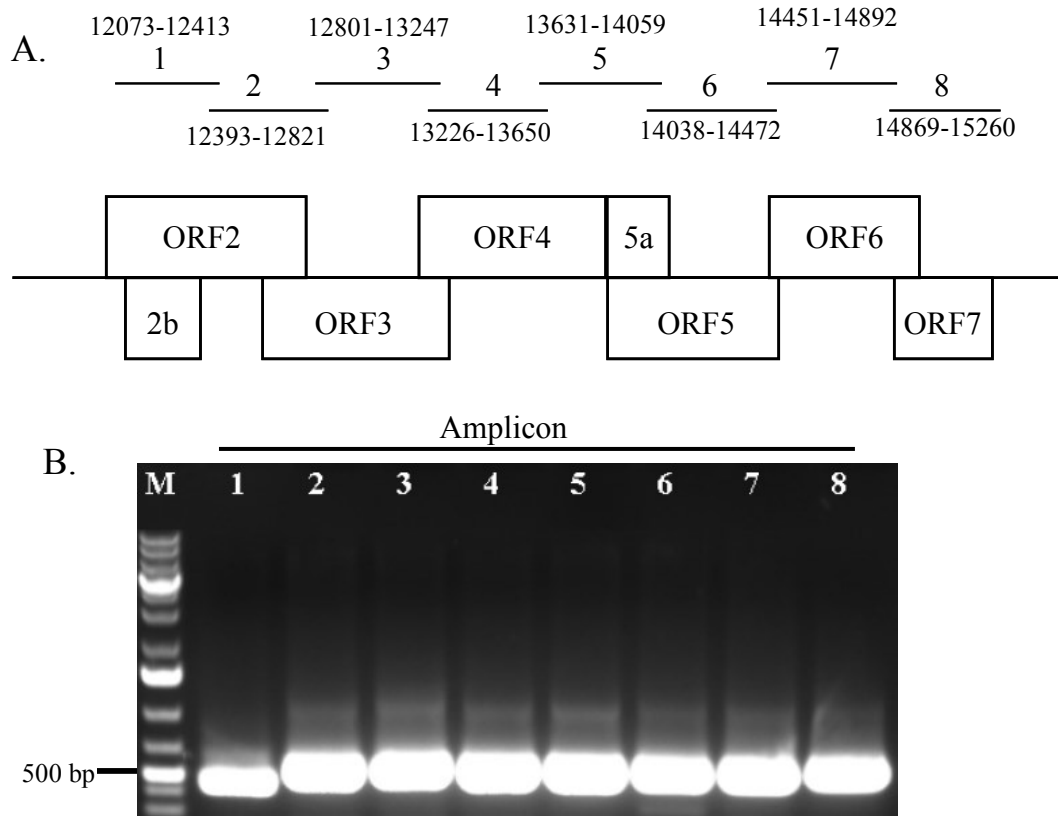 A.
12073-12413 12801-13247 13631-14059 14451-14892
1 3 5 7
2 4 6 8
12393-12821 13226-13650 14038-14472 14869-15260
ORF2 ORF4 5a ORF6
2b ORF3 ORF5 ORF7
B.
Amplicon
M 1 2 3 4 5 6 7 8
500 bp